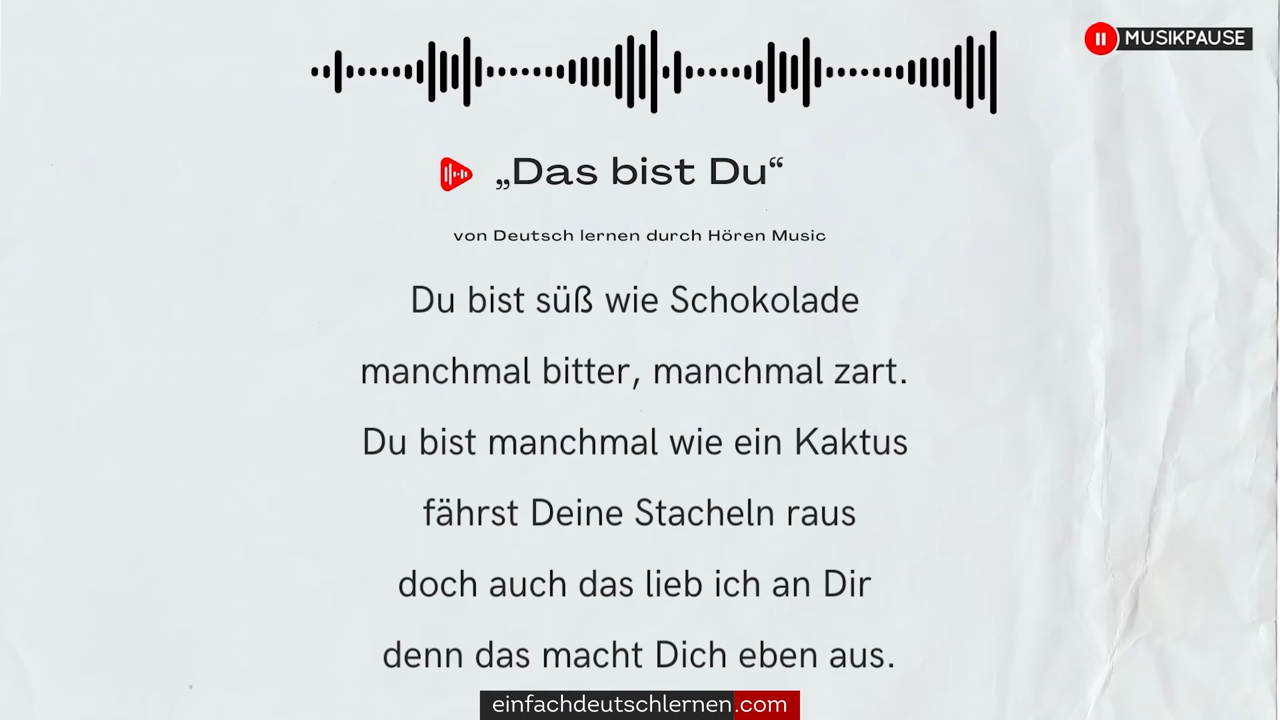 MUSIKPAUSE
„Das bist Du“
von Deutsch lernen durch Hören Music
Du bist süß wie Schokolade
manchmal bitter, manchmal zart.
Du bist manchmal wie ein Kaktus
fährst Deine Stacheln raus
doch auch das lieb ich an Dir
denn das macht Dich eben aus.
einfachdeutschlernen.com